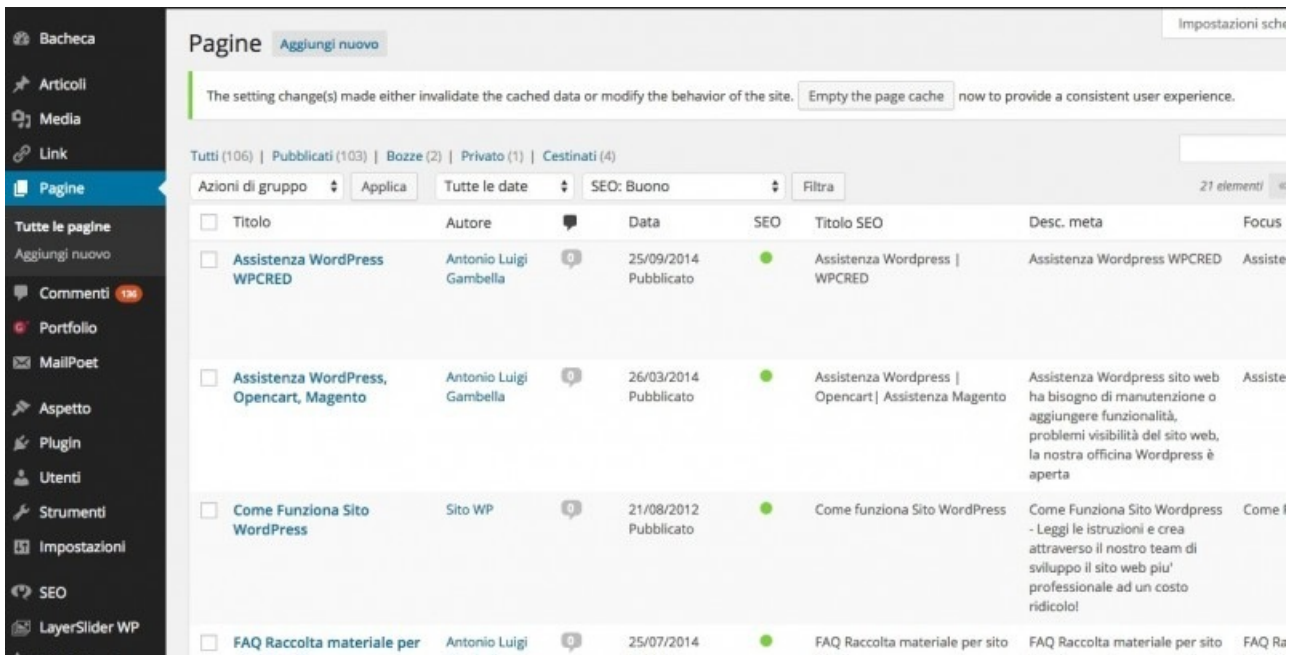 Bacheca
Articoli
Media
Link
Pagine
Tutte le pagine
Aggiungi nuovo
Commenti 136
Portfolio
MailPoet
Aspetto
Plugin
Utenti
Strumenti
Impostazioni
SEO
LayerSlider WP
Impostazioni sche
Pagine Aggiungi nuovo
The setting change(s) made either invalidate the cached data or modify the behavior of the site. Empty the page cache now to provide a consistent user experience.
Tutti (106) | Pubblicati (103) | Bozze (2) | Privato (1) | Cestinati (4)
Azioni di gruppo Applica Tutte le date SEO: Buono Filtra 21 elementi «
Titolo Autore Data SEO Titolo SEO Desc. meta Focus
Assistenza WordPress Antonio Luigi 0 25/09/2014 Assistenza Wordpress | Assistenza Wordpress WPCRED Assiste
WPCRED Gambella Pubblicato WPCRED
Assistenza WordPress, Antonio Luigi 0 26/03/2014 Assistenza Wordpress | Assistenza Wordpress sito web Assiste
Opencart, Magento Gambella Pubblicato Opencart| Assistenza Magento ha bisogno di manutenzione o
aggiungere funzionalità,
problemi visibilità del sito web,
la nostra officina Wordpress è
aperta
Come Funziona Sito Sito WP 0 21/08/2012 Come funziona Sito WordPress Come Funziona Sito Wordpress Come
WordPress Pubblicato - Leggi le istruzioni e crea
attraverso il nostro team di
sviluppo il sito web piu'
professionale ad un costo
ridicolo!
FAQ Raccolta materiale per Antonio Luigi 0 25/07/2014 FAQ Raccolta materiale per sito FAQ Raccolta materiale per sito FAQ Ra